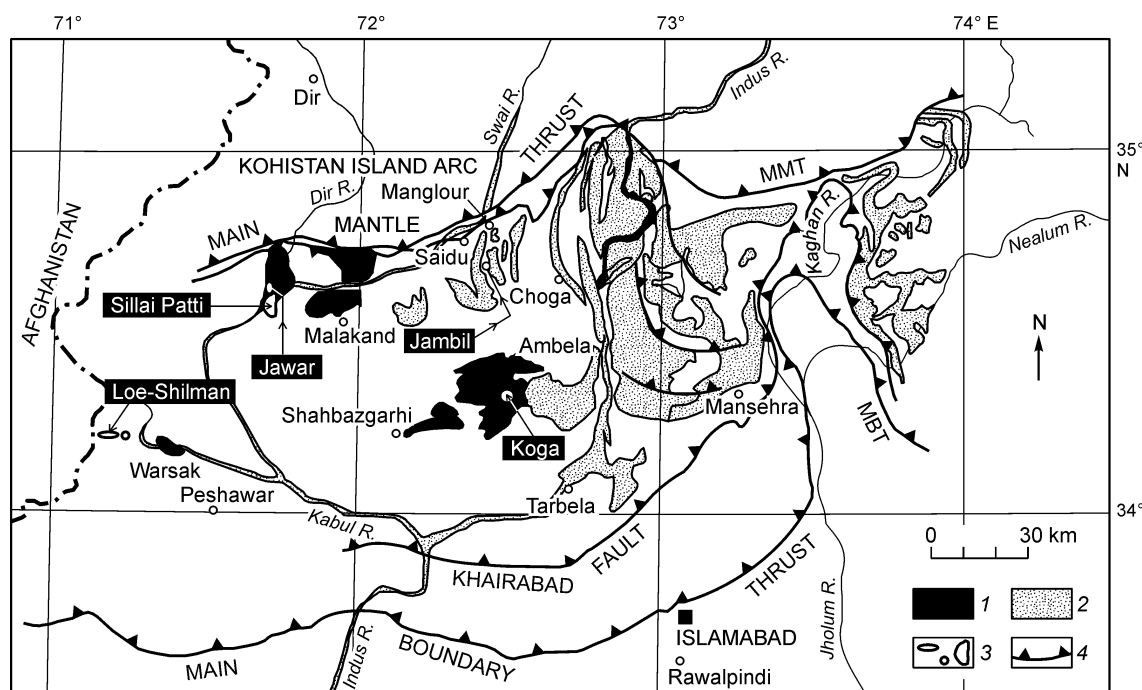 71°
72°
73°
74° E
Dir
Swai R.
Indus R.
THRUST
35°
N
KOHISTAN ISLAND ARC
MMT
Dir R.
Manglour
MAIN
MANTLE
Kaghan R.
Nealum R.
AFGHANISTAN
Saidu
Choga
Sillai Patti
Malakand
Jambil
N
Jawar
Ambela
Loe-Shilman
Mansehra
MBT
Shahbazgarhi
Koga
Warsak
Peshawar
Tarbela
Kabul R.
34°
FAULT
0 30 km
KHAIRABAD
THRUST
1
2
ISLAMABAD
Jholum R.
BOUNDARY
MAIN
Indus R.
3
4
Rawalpindi